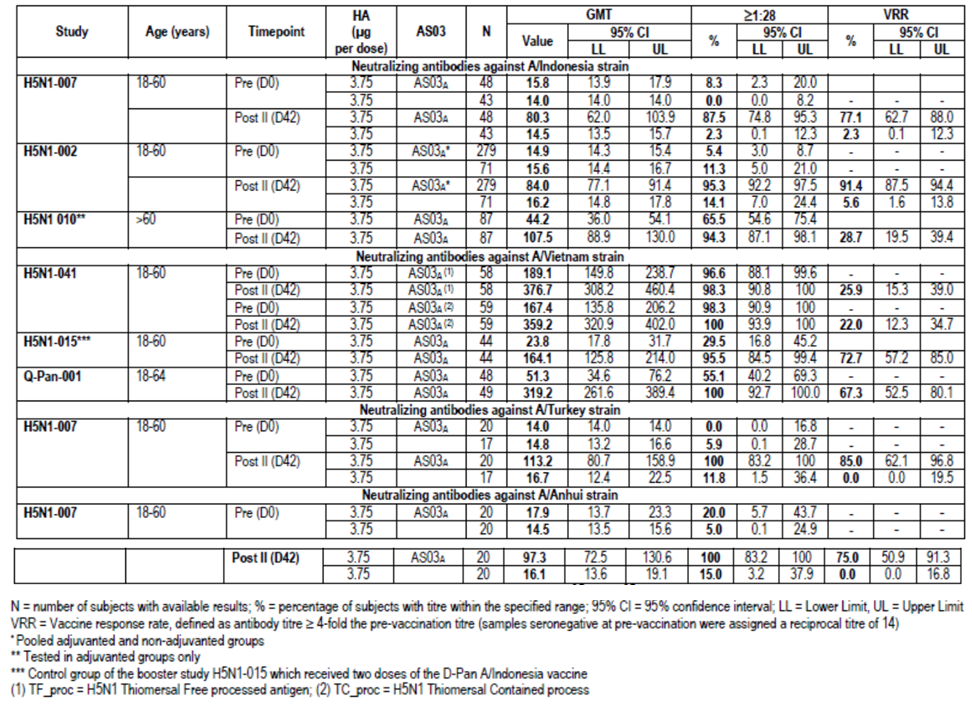 Study Age (years) Timepoint HA (µg per dose) AS03 N GMT ≥1:28 VRR
Value 95% CI % 95% CI % 95% CI
LL UL LL UL LL UL
Neutralizing antibodies against A/Indonesia strain
H5N1-007 18-60 Pre (D0) 3.75 AS03A 48 15.8 13.9 17.9 8.3 2.3 20.0
3.75 43 14.0 14.0 14.0 0.0 0.0 8.2 - - -
Post II (D42) 3.75 AS03A 48 80.3 62.0 103.9 87.5 74.8 95.3 77.1 62.7 88.0
3.75 43 14.5 13.5 15.7 2.3 0.1 12.3 2.3 0.1 12.3
H5N1-002 18-60 Pre (D0) 3.75 AS03A* 279 14.9 14.3 15.4 5.4 3.0 8.7 - - -
3.75 71 15.6 14.4 16.7 11.3 5.0 21.0
Post II (D42) 3.75 AS03A* 279 84.0 77.1 91.4 95.3 92.2 97.5 91.4 87.5 94.4
3.75 71 16.2 14.8 17.8 14.1 7.0 24.4 5.6 1.6 13.8
H5N1 010** >60 Pre (D0) 3.75 AS03A 87 44.2 36.0 54.1 65.5 54.6 75.4
Post II (D42) 3.75 AS03A 87 107.5 88.9 130.0 94.3 87.1 98.1 28.7 19.5 39.4
Neutralizing antibodies against A/Vietnam strain
H5N1-041 18-60 Pre (D0) 3.75 AS03A (1) 58 189.1 149.8 238.7 96.6 88.1 99.6 - - -
Post II (D42) 3.75 AS03A (1) 58 376.7 308.2 460.4 98.3 90.8 100 25.9 15.3 39.0
Pre (D0) 3.75 AS03A (2) 59 167.4 135.8 206.2 98.3 90.9 100 - - -
Post II (D42) 3.75 AS03A (2) 59 359.2 320.9 402.0 100 93.9 100 22.0 12.3 34.7
H5N1-015*** 18-60 Pre (D0) 3.75 AS03A 44 23.8 17.8 31.7 29.5 16.8 45.2
Post II (D42) 3.75 AS03A 44 164.1 125.8 214.0 95.5 84.5 99.4 72.7 57.2 85.0
Q-Pan-001 18-64 Pre (D0) 3.75 AS03A 48 51.3 34.6 76.2 55.1 40.2 69.3
Post II (D42) 3.75 AS03A 49 319.2 261.6 389.4 100 92.7 100.0 67.3 52.5 80.1
Neutralizing antibodies against A/Turkey strain
H5N1-007 18-60 Pre (D0) 3.75 AS03A 20 14.0 14.0 14.0 0.0 0.0 16.8 - - -
3.75 17 14.8 13.2 16.6 5.9 0.1 28.7 - - -
Post II (D42) 3.75 AS03A 20 113.2 80.7 158.9 100 83.2 100 85.0 62.1 96.8
3.75 17 16.7 12.4 22.5 11.8 1.5 36.4 0.0 0.0 19.5
Neutralizing antibodies against A/Anhui strain
H5N1-007 18-60 Pre (D0) 3.75 AS03A 20 17.9 13.7 23.3 20.0 5.7 43.7 - - -
3.75 20 14.5 13.5 15.6 5.0 0.1 24.9 - - -
Post II (D42) 3.75 AS03A 20 97.3 72.5 130.6 100 83.2 100 75.0 50.9 91.3
3.75 20 16.1 13.6 19.1 15.0 3.2 37.9 0.0 0.0 16.8
N = number of subjects with available results; % = percentage of subjects with titre within the specified range; 95% CI = 95% confidence interval; LL = Lower Limit, UL = Upper Limit
VRR = Vaccine response rate, defined as antibody titre ≥ 4-fold the pre-vaccination titre (samples seronegative at pre-vaccination were assigned a reciprocal titre of 14)
* Pooled adjuvanted and non-adjuvanted groups
** Tested in adjuvanted groups only
*** Control group of the booster study H5N1-015 which received two doses of the D-Pan A/Indonesia vaccine
(1) TF_proc = H5N1 Thiomersal Free processed antigen; (2) TC_proc = H5N1 Thiomersal Contained process